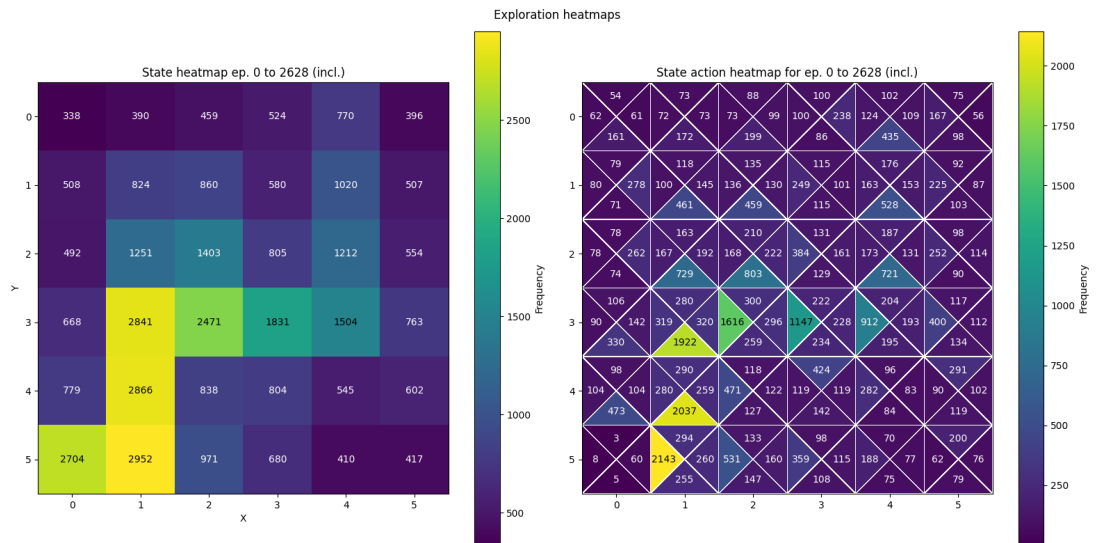 Exploration heatmaps
State heatmap ep. 0 to 2628 (incl.)
0 338 390 459 524 770 396
1 508 824 860 580 1020 507
2 492 1251 1403 805 1212 554
3 668 2841 2471 1831 1504 763
4 779 2866 838 804 545 602
5 2704 2952 971 680 410 417
0 1 2 3 4 5
X
Y
2500
2000
1500
1000
500
Frequency
State action heatmap for ep. 0 to 2628 (incl.)
54 73 88 100 102 75
0 62 61 72 73 73 99 100 238 124 109 167 56
161 172 199 86 435 98
79 118 135 115 176 92
1 80 278 100 145 136 130 249 101 163 153 225 87
71 461 459 115 528 103
78 163 210 131 187 98
2 78 262 167 192 168 222 384 161 173 131 252 114
74 729 803 129 721 90
106 280 300 222 204 117
3 90 142 319 320 1616 296 1147 228 912 193 400 112
330 1922 259 234 195 134
98 290 118 424 96 291
4 104 104 280 259 471 122 119 119 282 83 90 102
473 2037 127 142 84 119
3 294 133 98 70 200
5 8 60 2143 260 531 160 359 115 188 77 62 76
5 255 147 108 75 79
0 1 2 3 4 5
2000
1750
1500
1250
1000
750
500
250
Frequency